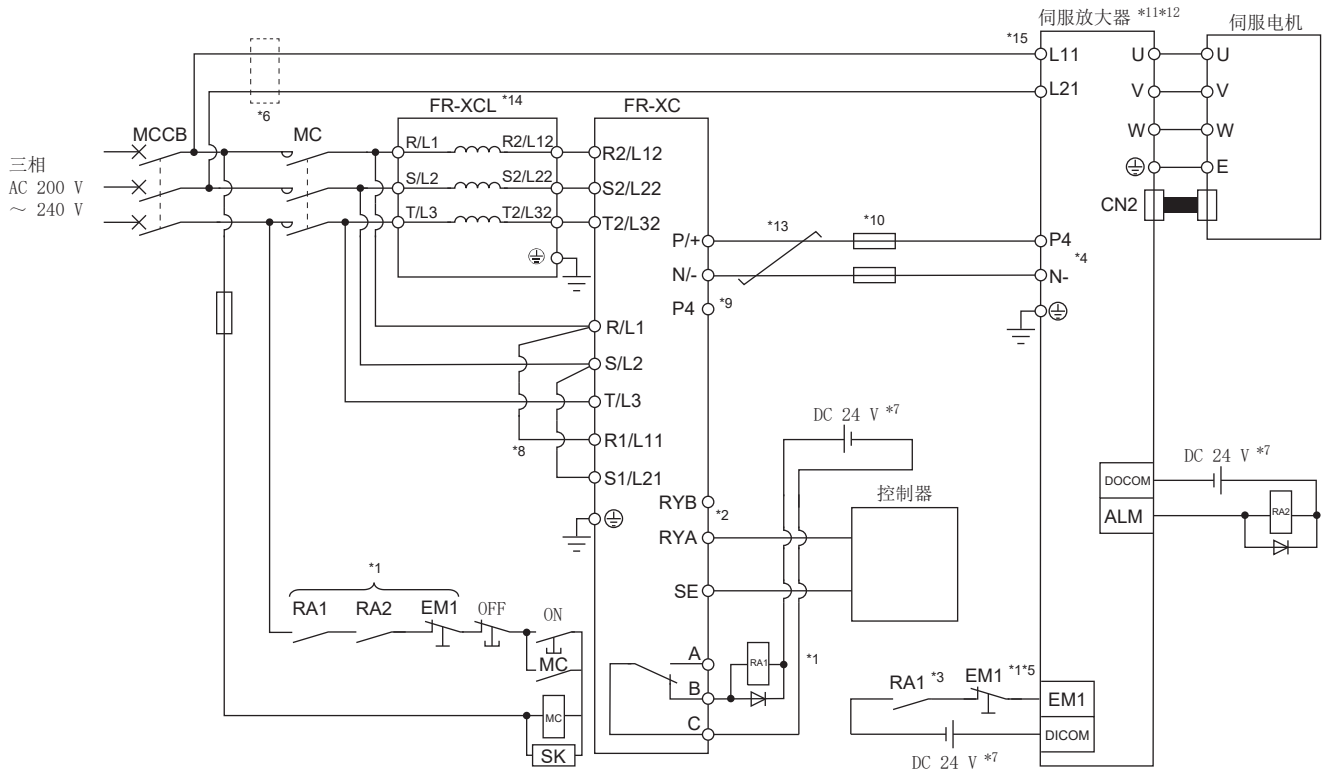 伺服放大器 *11*12
伺服电机
*15
L11
U
U
L21
V
V
*6
FR-XCL *14
FR-XC
MCCB
MC
W
W
R/L1
R2/L12
R2/L12
三相
AC 200 V
～ 240 V
S/L2
S2/L22
S2/L22
E
CN2
T/L3
T2/L32
T2/L32
P/+
*13
*10
P4
*4
N/-
N-
P4 *9
R/L1
S/L2
T/L3
DC 24 V *7
*8
R1/L11
S1/L21
DC 24 V *7
控制器
DOCOM
RYB
*2
ALM
RA2
RYA
*1
SE
RA1
RA2
EM1
OFF
ON
MC
A
RA1
*1
B
RA1 *3
EM1 *1*5
EM1
MC
C
DICOM
SK
DC 24 V *7